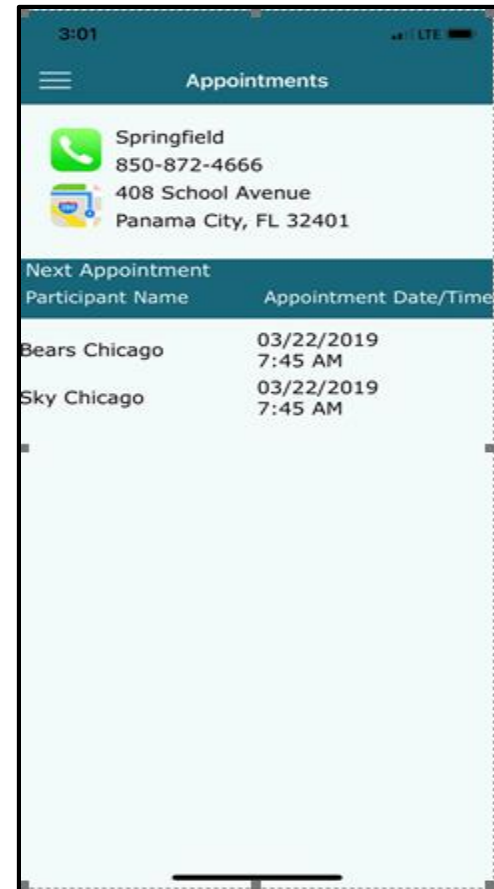 3:01
LTE
Appointments
Springfield
850-872-4666
408 School Avenue
Panama City, FL 32401
Next Appointment
Participant Name Appointment Date/Time
Bears Chicago 03/22/2019
7:45 AM
Sky Chicago 03/22/2019
7:45 AM